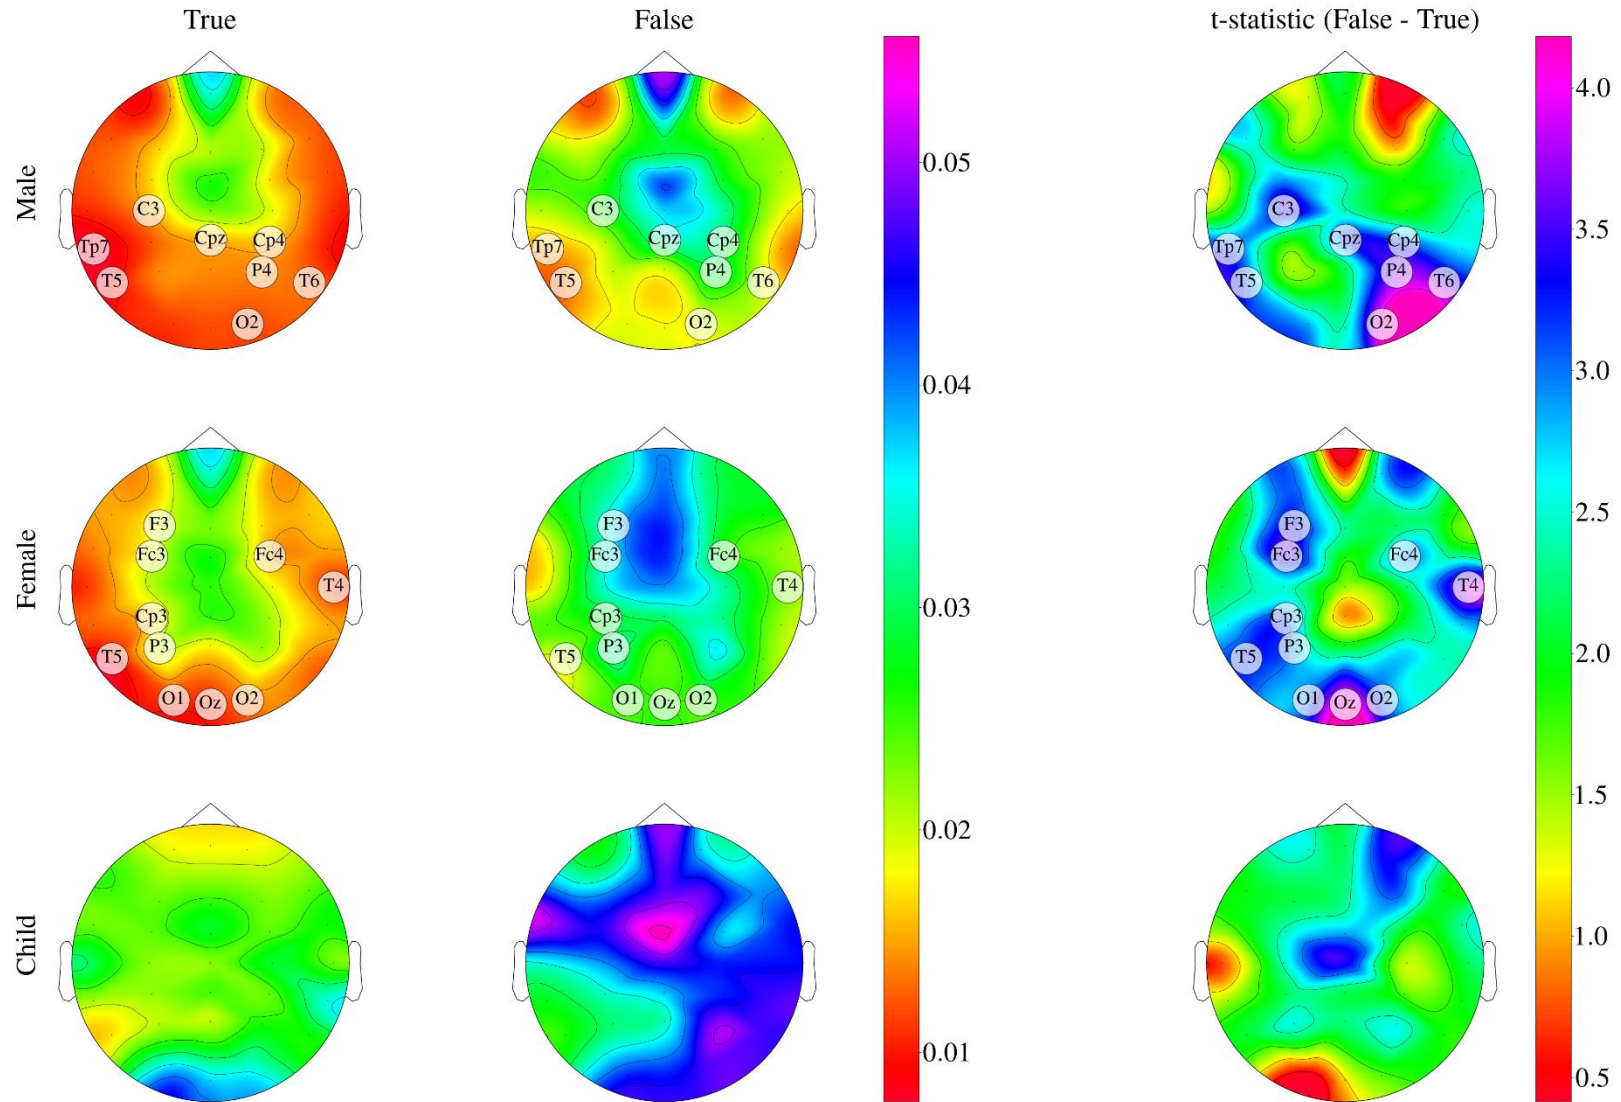 True
False
t-statistic (False - True)
Male
C3
Tp7
Cpz
Cp4
T5
P4
T6
O2
C3
Tp7
Cpz
Cp4
T5
P4
T6
O2
C3
Tp7
Cpz
Cp4
T5
P4
T6
O2
Female
F3
Fc3
Fc4
T4
Cp3
P3
T5
O1
Oz
O2
F3
Fc3
Fc4
T4
Cp3
P3
T5
O1
Oz
O2
F3
Fc3
Fc4
T4
Cp3
P3
T5
O1
Oz
O2
Child
0.05
0.04
0.03
0.02
0.01
4.0
3.5
3.0
2.5
2.0
1.5
1.0
0.5